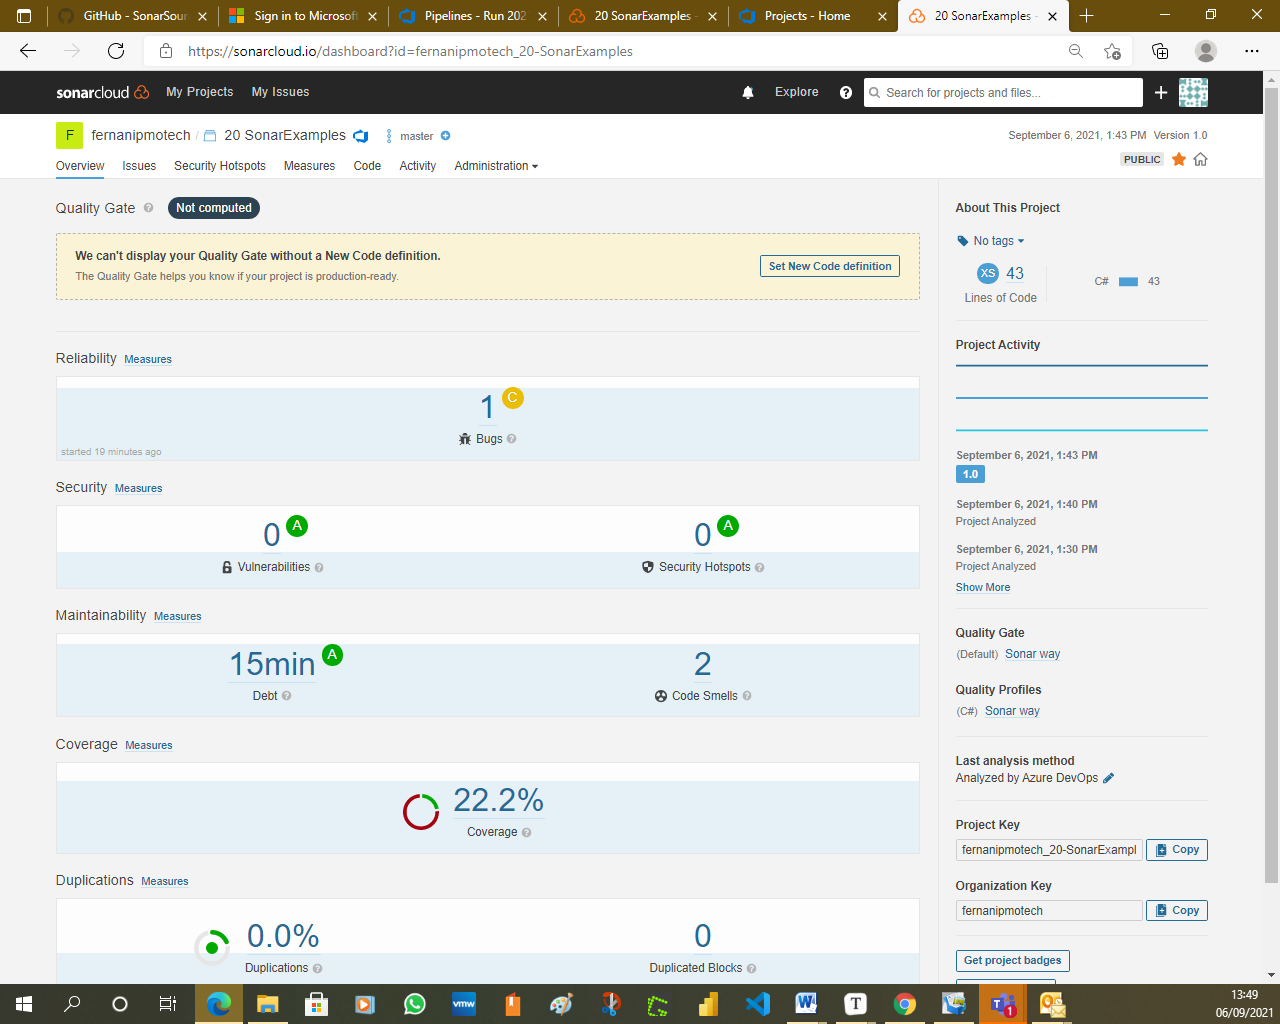 GitHub - SonarSour
Sign in to Microsoft
Pipelines - Run 202
20 SonarExamples -
Projects - Home
20 SonarExamples -
https://sonarcloud.io/dashboard?id=fernanipmotech_20-SonarExamples
sonarcloud My Projects My Issues Explore Search for projects and files...
F fernanipmotech / 20 SonarExamples master September 6, 2021, 1:43 PM Version 1.0
Overview Issues Security Hotspots Measures Code Activity Administration PUBLIC
Quality Gate ? Not computed
We can't display your Quality Gate without a New Code definition.
The Quality Gate helps you know if your project is production-ready.
Set New Code definition
Reliability Measures
1 C
Bugs ?
started 19 minutes ago
Security Measures
0 A
Vulnerabilities ?
0 A
Security Hotspots ?
Maintainability Measures
15min A
Debt ?
2
Code Smells ?
Coverage Measures
22.2%
Coverage ?
Duplications Measures
0.0%
Duplications ?
0
Duplicated Blocks ?
About This Project
No tags
XS 43
Lines of Code
C# 43
Project Activity
September 6, 2021, 1:43 PM
1.0
September 6, 2021, 1:40 PM
Project Analyzed
September 6, 2021, 1:30 PM
Project Analyzed
Show More
Quality Gate
(Default) Sonar way
Quality Profiles
(C#) Sonar way
Last analysis method
Analyzed by Azure DevOps
Project Key
fernanipmotech_20-SonarExampl Copy
Organization Key
fernanipmotech Copy
Get project badges
vmw
T
1
13:49
06/09/2021